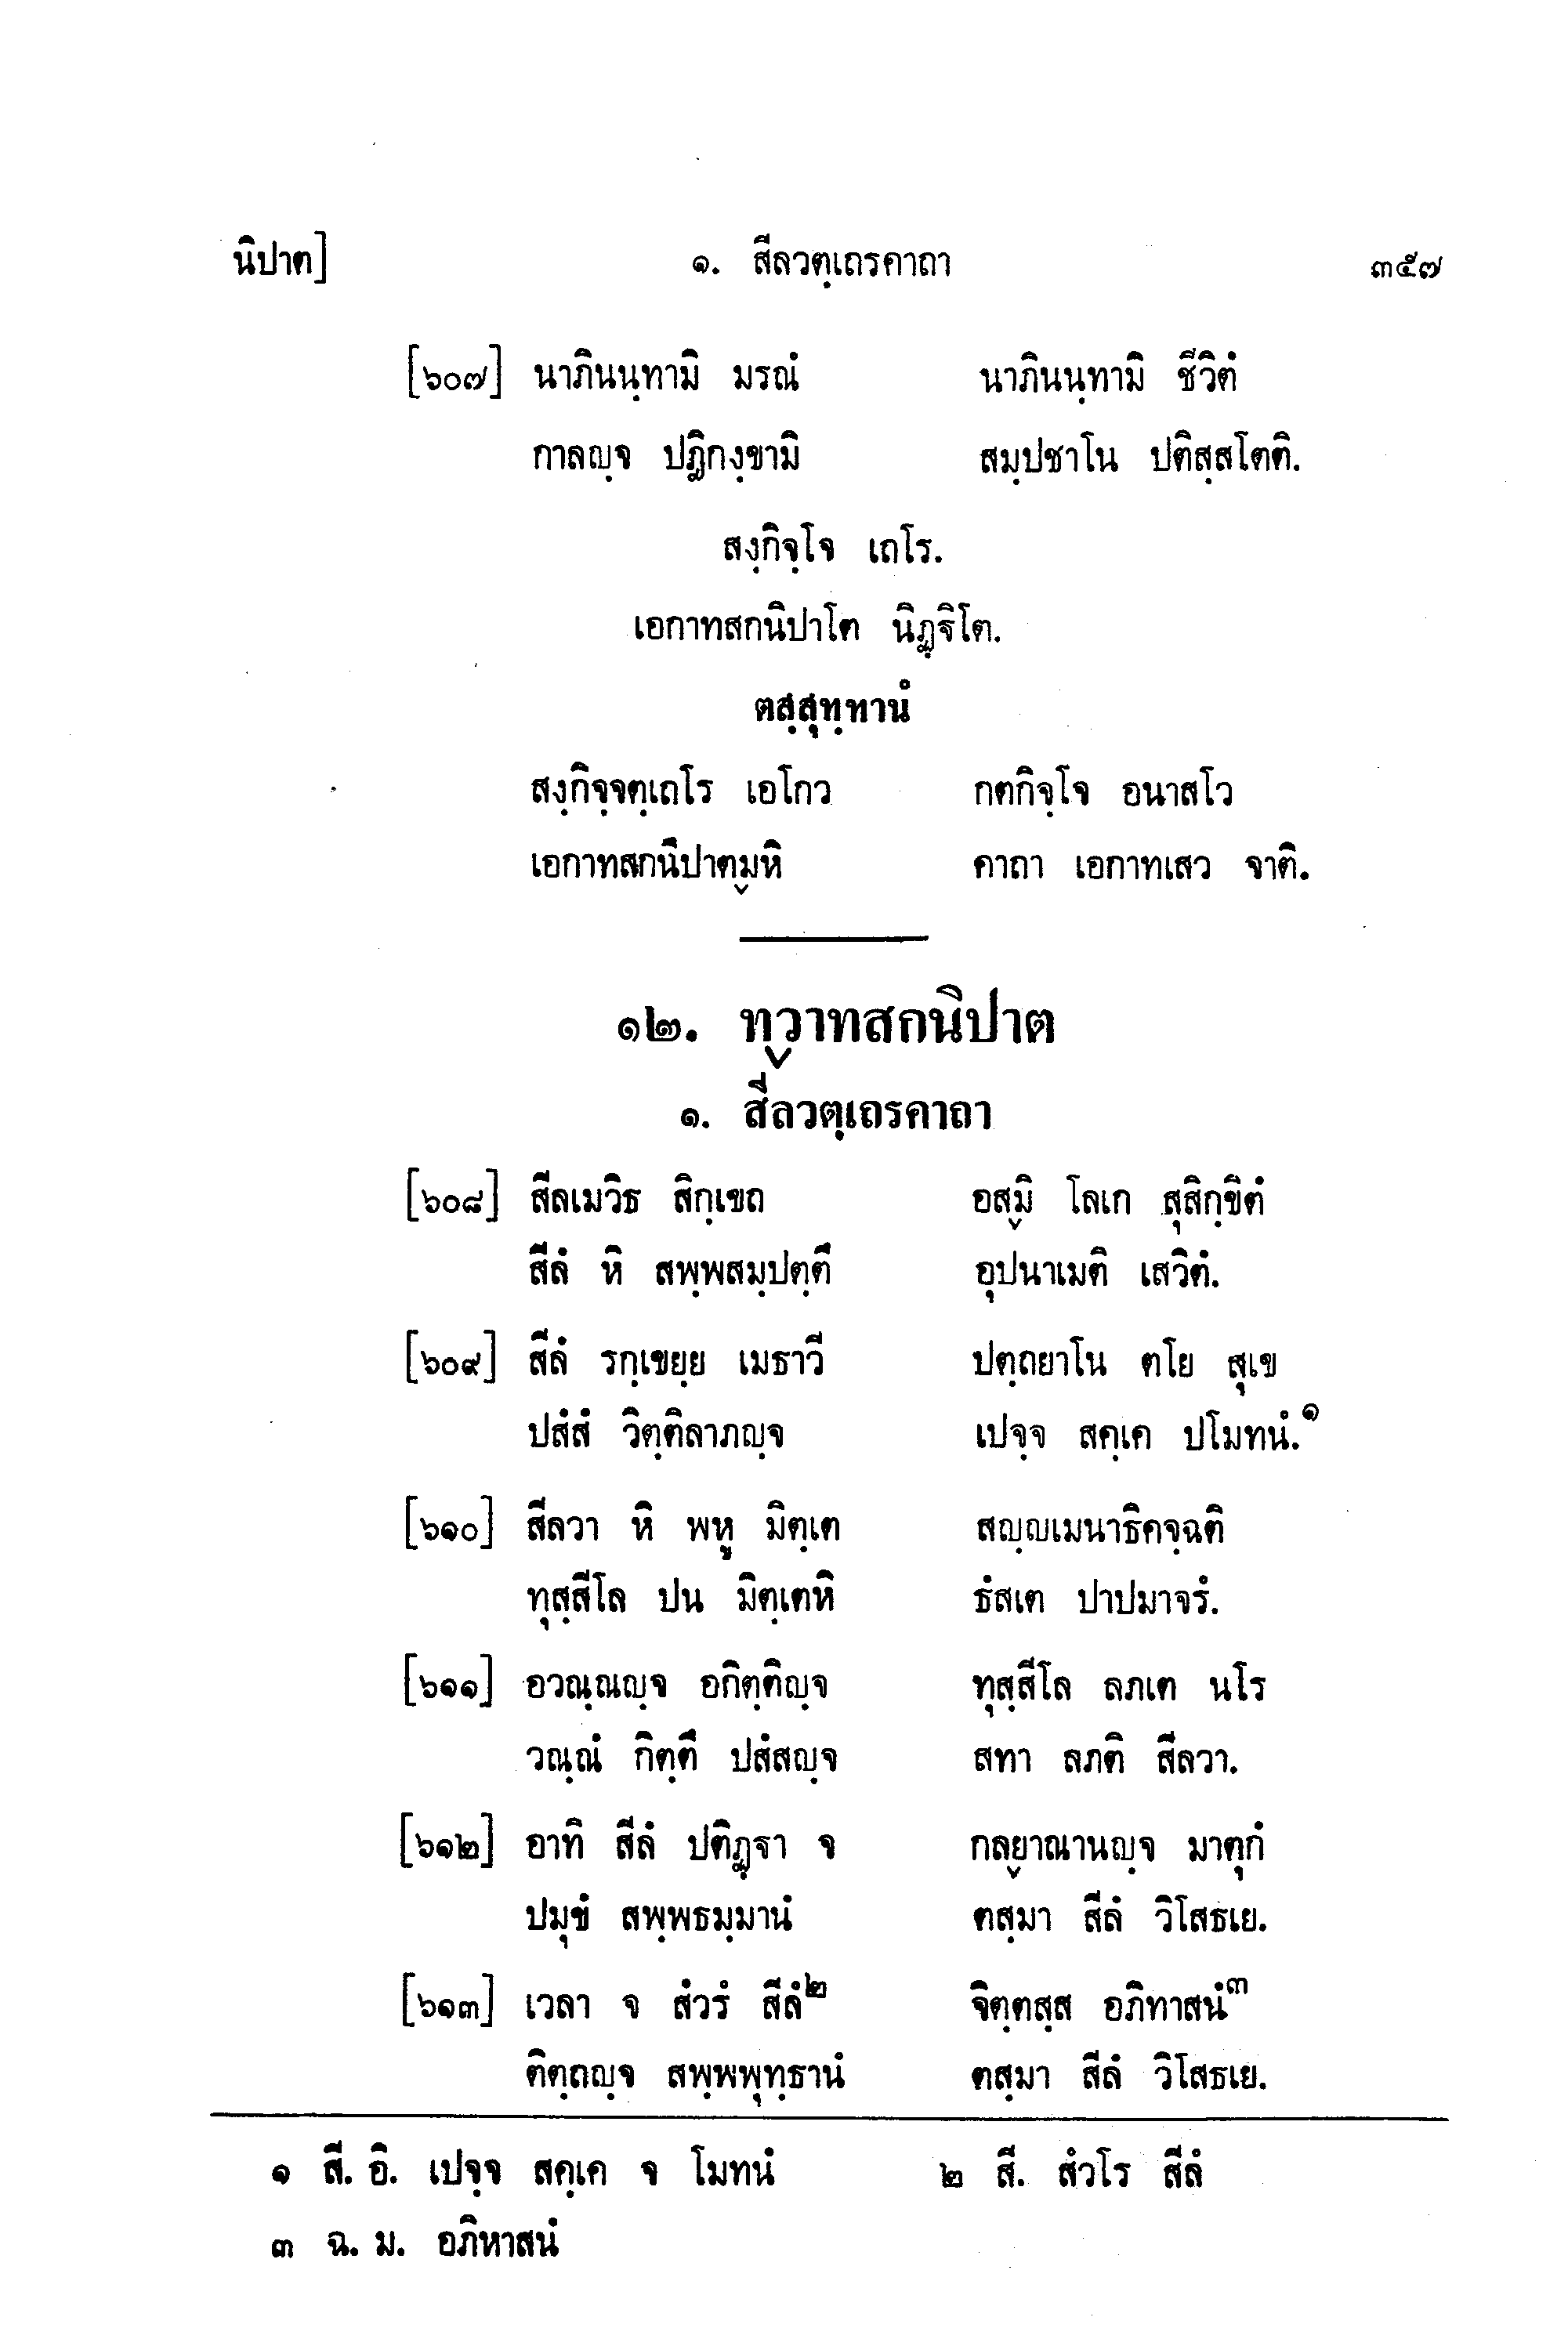 นิปาต] ๑. สีลวตฺเถรคาถา ๓๕๗
[๖๐๗] นาภินนฺทามิ มรณํ นาภินนฺทามิ ชีวิตํ
กาลญฺจ ปฏิกงฺขามิ สมฺปชาโน ปติสฺสโตติ.
สงฺกิจฺโจ เถโร.
เอกาทสกนิปาโต นิฏฺฐิโต.
ตสฺสุทฺทานํ
สงฺกิจฺจตฺเถโร เอโกว กตกิจฺโจ อนาสโว
เอกาทสกนิปาตมฺหิ คาถา เอกาทเสว จาติ.
๑๒. ทฺวาทสกนิปาต
๑. สีลวตฺเถรคาถา
[๖๐๘] สีลเมวิธ สิกฺเขถ อสฺมิ โลเก สุสิกฺขิตํ
สีลํ หิ สพฺพสมฺปตฺตึ อุปนาเมติ เสวิตํ.
[๖๐๙] สีลํ รกฺเขยฺย เมธาวี ปตฺถยาโน ตโย สุเข
ปสํสํ วิตฺติลาภญฺจ เปจฺจ สคฺเค ปโมทนํ.๑
[๖๑๐] สีลวา หิ พหู มิตฺเต สญฺญเมนาธิคจฺฉติ
ทุสฺสีโล ปน มิตฺเตหิ ธํสเต ปาปมาจรํ.
[๖๑๑] อวณฺณญฺจ อกิตฺติญฺจ ทุสฺสีโล ลภเต นโร
วณฺณํ กิตฺตึ ปสํสญฺจ สทา ลภติ สีลวา.
[๖๑๒] อาทิ สีลํ ปติฏฺฐา จ กลฺยาณานญฺจ มาตุกํ
ปมุขํ สพฺพธมฺมานํ ตสฺมา สีลํ วิโสธเย.
[๖๑๓] เวลา จ สํวรํ สีลํ๒ จิตฺตสฺส อภิหาสนํ๓
ติตฺถญฺจ สพฺพพุทฺธานํ ตสฺมา สีลํ วิโสธเย.
๑ สี. อิ. เปจฺจ สคฺเค จ โมทนํ ๒ สี. สํวโร สีลํ
๓ ฉ. ม. อภิหาสนํ